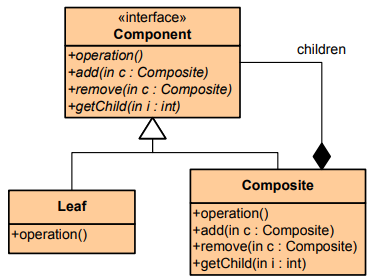 «interface»
Component
+operation()
+add(in c : Composite)
+remove(in c : Composite)
+getChild(in i : int)
children
Leaf
+operation()
Composite
+operation()
+add(in c : Composite)
+remove(in c : Composite)
+getChild(in i : int)